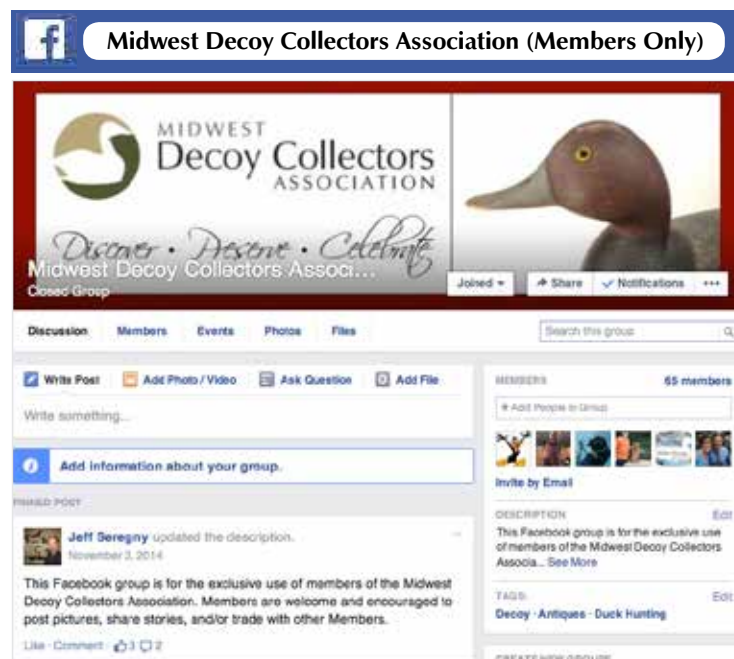 f Midwest Decoy Collectors Association (Members Only)
MIDWEST
Decoy Collectors
ASSOCIATION
Discover • Preserve • Celebrate
Midwest Decoy Collectors Associ...
Closed Group
Joined Share Notifications ...
Discussion Members Events Photos Files
Search this group
Write Post Add Photo / Video Ask Question Add File
Write something...
Add information about your group.
PINNED POST
Jeff Seregny updated the description.
November 3, 2014
This Facebook group is for the exclusive use of members of the Midwest
Decoy Collectors Association. Members are welcome and encouraged to
post pictures, share stories, and/or trade with other Members.
Like · Comment · 3 2
MEMBERS 65 members
+ Add People to Group
Invite by Email
DESCRIPTION Edit
This Facebook group is for the exclusive use
of members of the Midwest Decoy Collectors
Associa... See More
TAGS Edit
Decoy · Antiques · Duck Hunting
CREATE NEW GROUPS